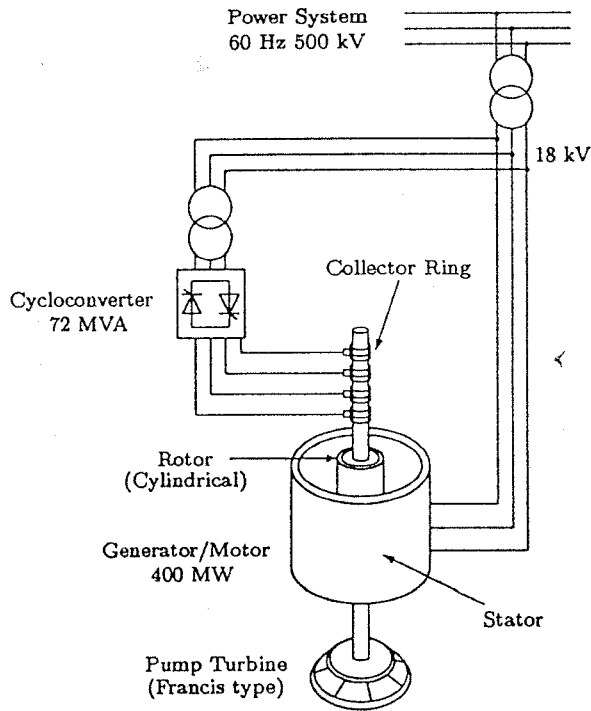 Power System
60 Hz 500 kV
18 kV
Collector Ring
Cycloconverter
72 MVA
Rotor
(Cylindrical)
Generator/Motor
400 MW
Stator
Pump Turbine
(Francis type)